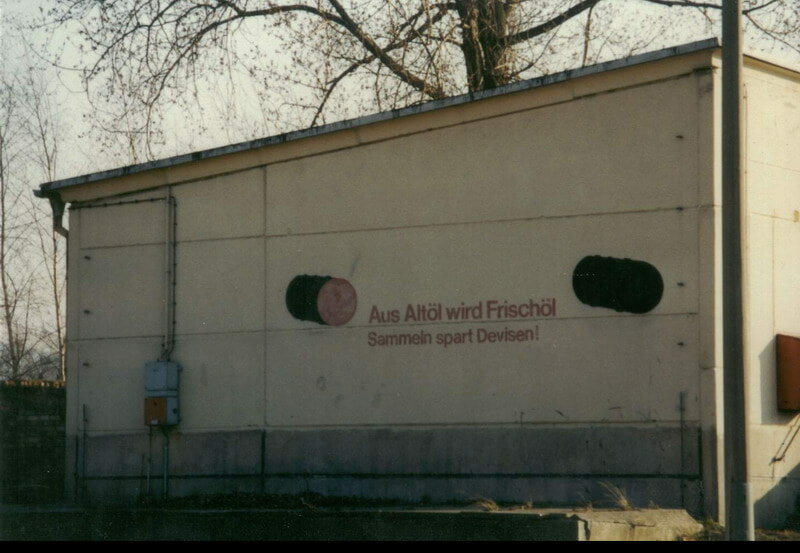 Aus Altöl wird Frischöl
Sammeln spart Devisen!